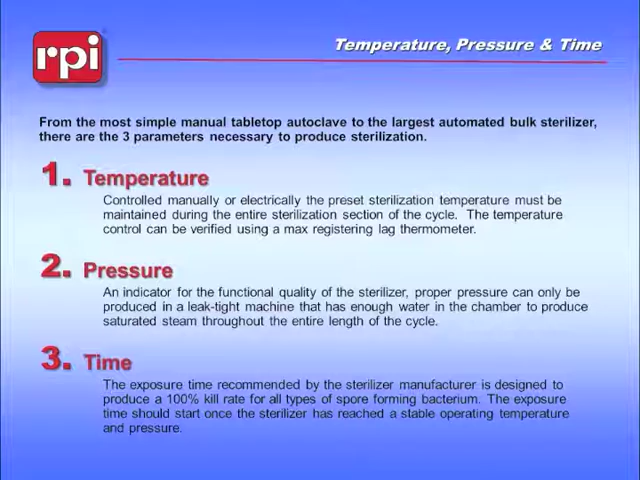 rpi
Temperature, Pressure & Time
From the most simple manual tabletop autoclave to the largest automated bulk sterilizer,
there are the 3 parameters necessary to produce sterilization.
1. Temperature
Controlled manually or electrically the preset sterilization temperature must be
maintained during the entire sterilization section of the cycle. The temperature
control can be verified using a max registering lag thermometer.
2. Pressure
An indicator for the functional quality of the sterilizer, proper pressure can only be
produced in a leak-tight machine that has enough water in the chamber to produce
saturated steam throughout the entire length of the cycle.
3. Time
The exposure time recommended by the sterilizer manufacturer is designed to
produce a 100% kill rate for all types of spore forming bacterium. The exposure
time should start once the sterilizer has reached a stable operating temperature
and pressure.